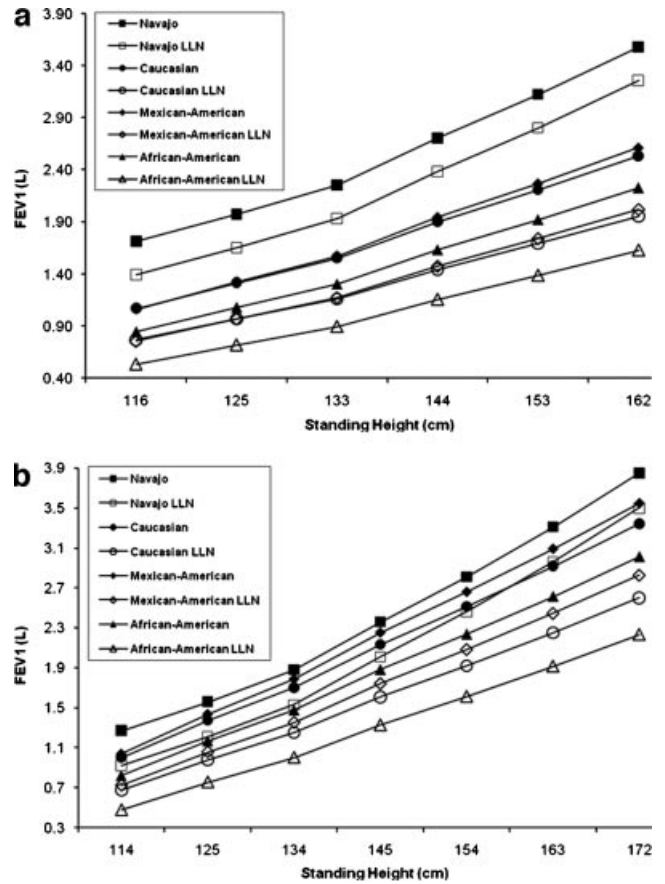 a
3.90
3.40
2.90
2.40
1.90
1.40
0.90
0.40
FEV1 (L)
Navajo
Navajo LLN
Caucasian
Caucasian LLN
Mexican-American
Mexican-American LLN
African-American
African-American LLN
116 125 133 144 153 162
Standing Height (cm)
b
3.9
3.5
3.1
2.7
2.3
1.9
1.5
1.1
0.7
0.3
FEV1 (L)
Navajo
Navajo LLN
Caucasian
Caucasian LLN
Mexican-American
Mexican-American LLN
African-American
African-American LLN
114 125 134 145 154 163 172
Standing Height (cm)